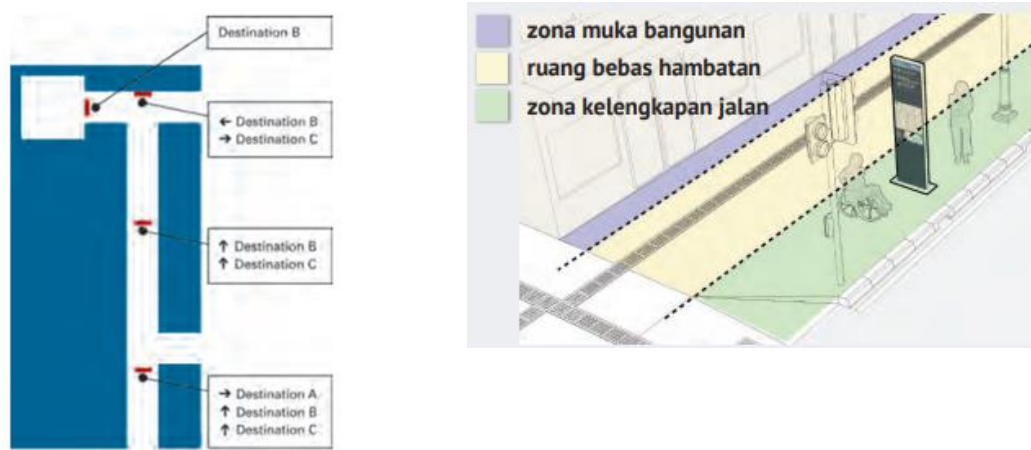 Destination B
← Destination B
→ Destination C
↑ Destination B
↑ Destination C
→ Destination A
↑ Destination B
↑ Destination C
zona muka bangunan
ruang bebas hambatan
zona kelengkapan jalan